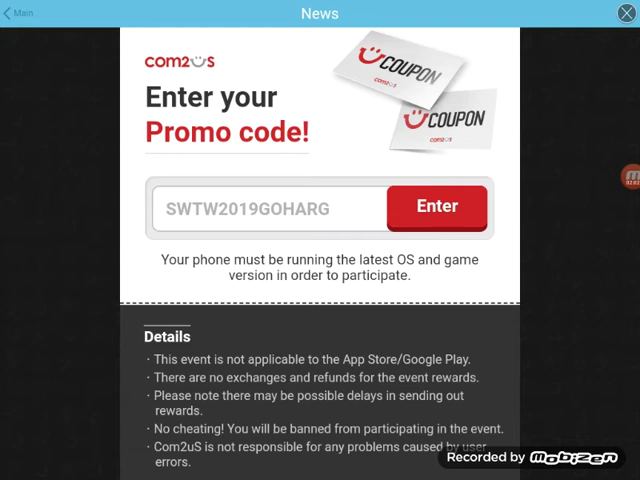 Main
News
com2uS
COUPON
com2uS
COUPON
com2uS
Enter your
Promo code!
SWTW2019GOHARG
Enter
Your phone must be running the latest OS and game
version in order to participate.
Details
· This event is not applicable to the App Store/Google Play.
· There are no exchanges and refunds for the event rewards.
· Please note there may be possible delays in sending out
rewards.
· No cheating! You will be banned from participating in the event.
· Com2uS is not responsible for any problems caused by user
errors.
Recorded by mobizen